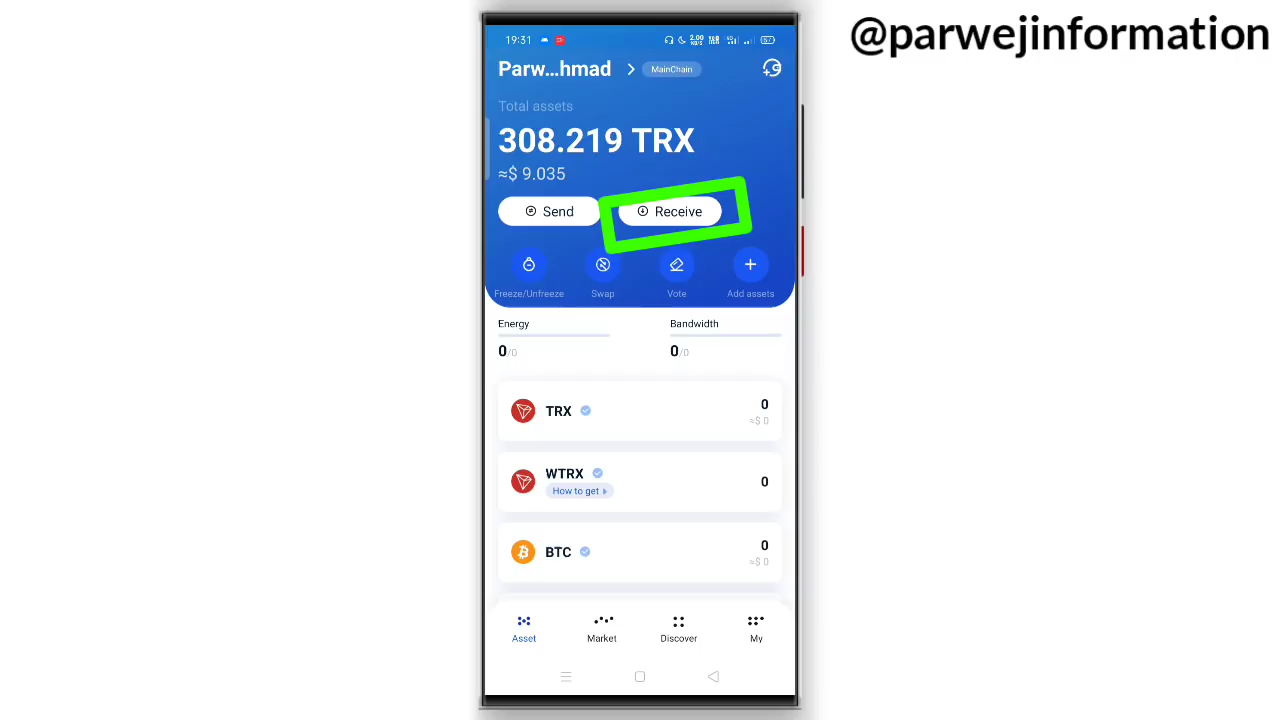 @parwejinformation
19:31
Parw...hmad
MainChain
Total assets
308.219 TRX
≈$ 9.035
Send
Receive
Freeze/Unfreeze
Swap
Vote
Add assets
Energy
Bandwidth
0/0
0/0
TRX
0
≈$ 0
WTRX
How to get
0
BTC
0
≈$ 0
Asset
Market
Discover
My